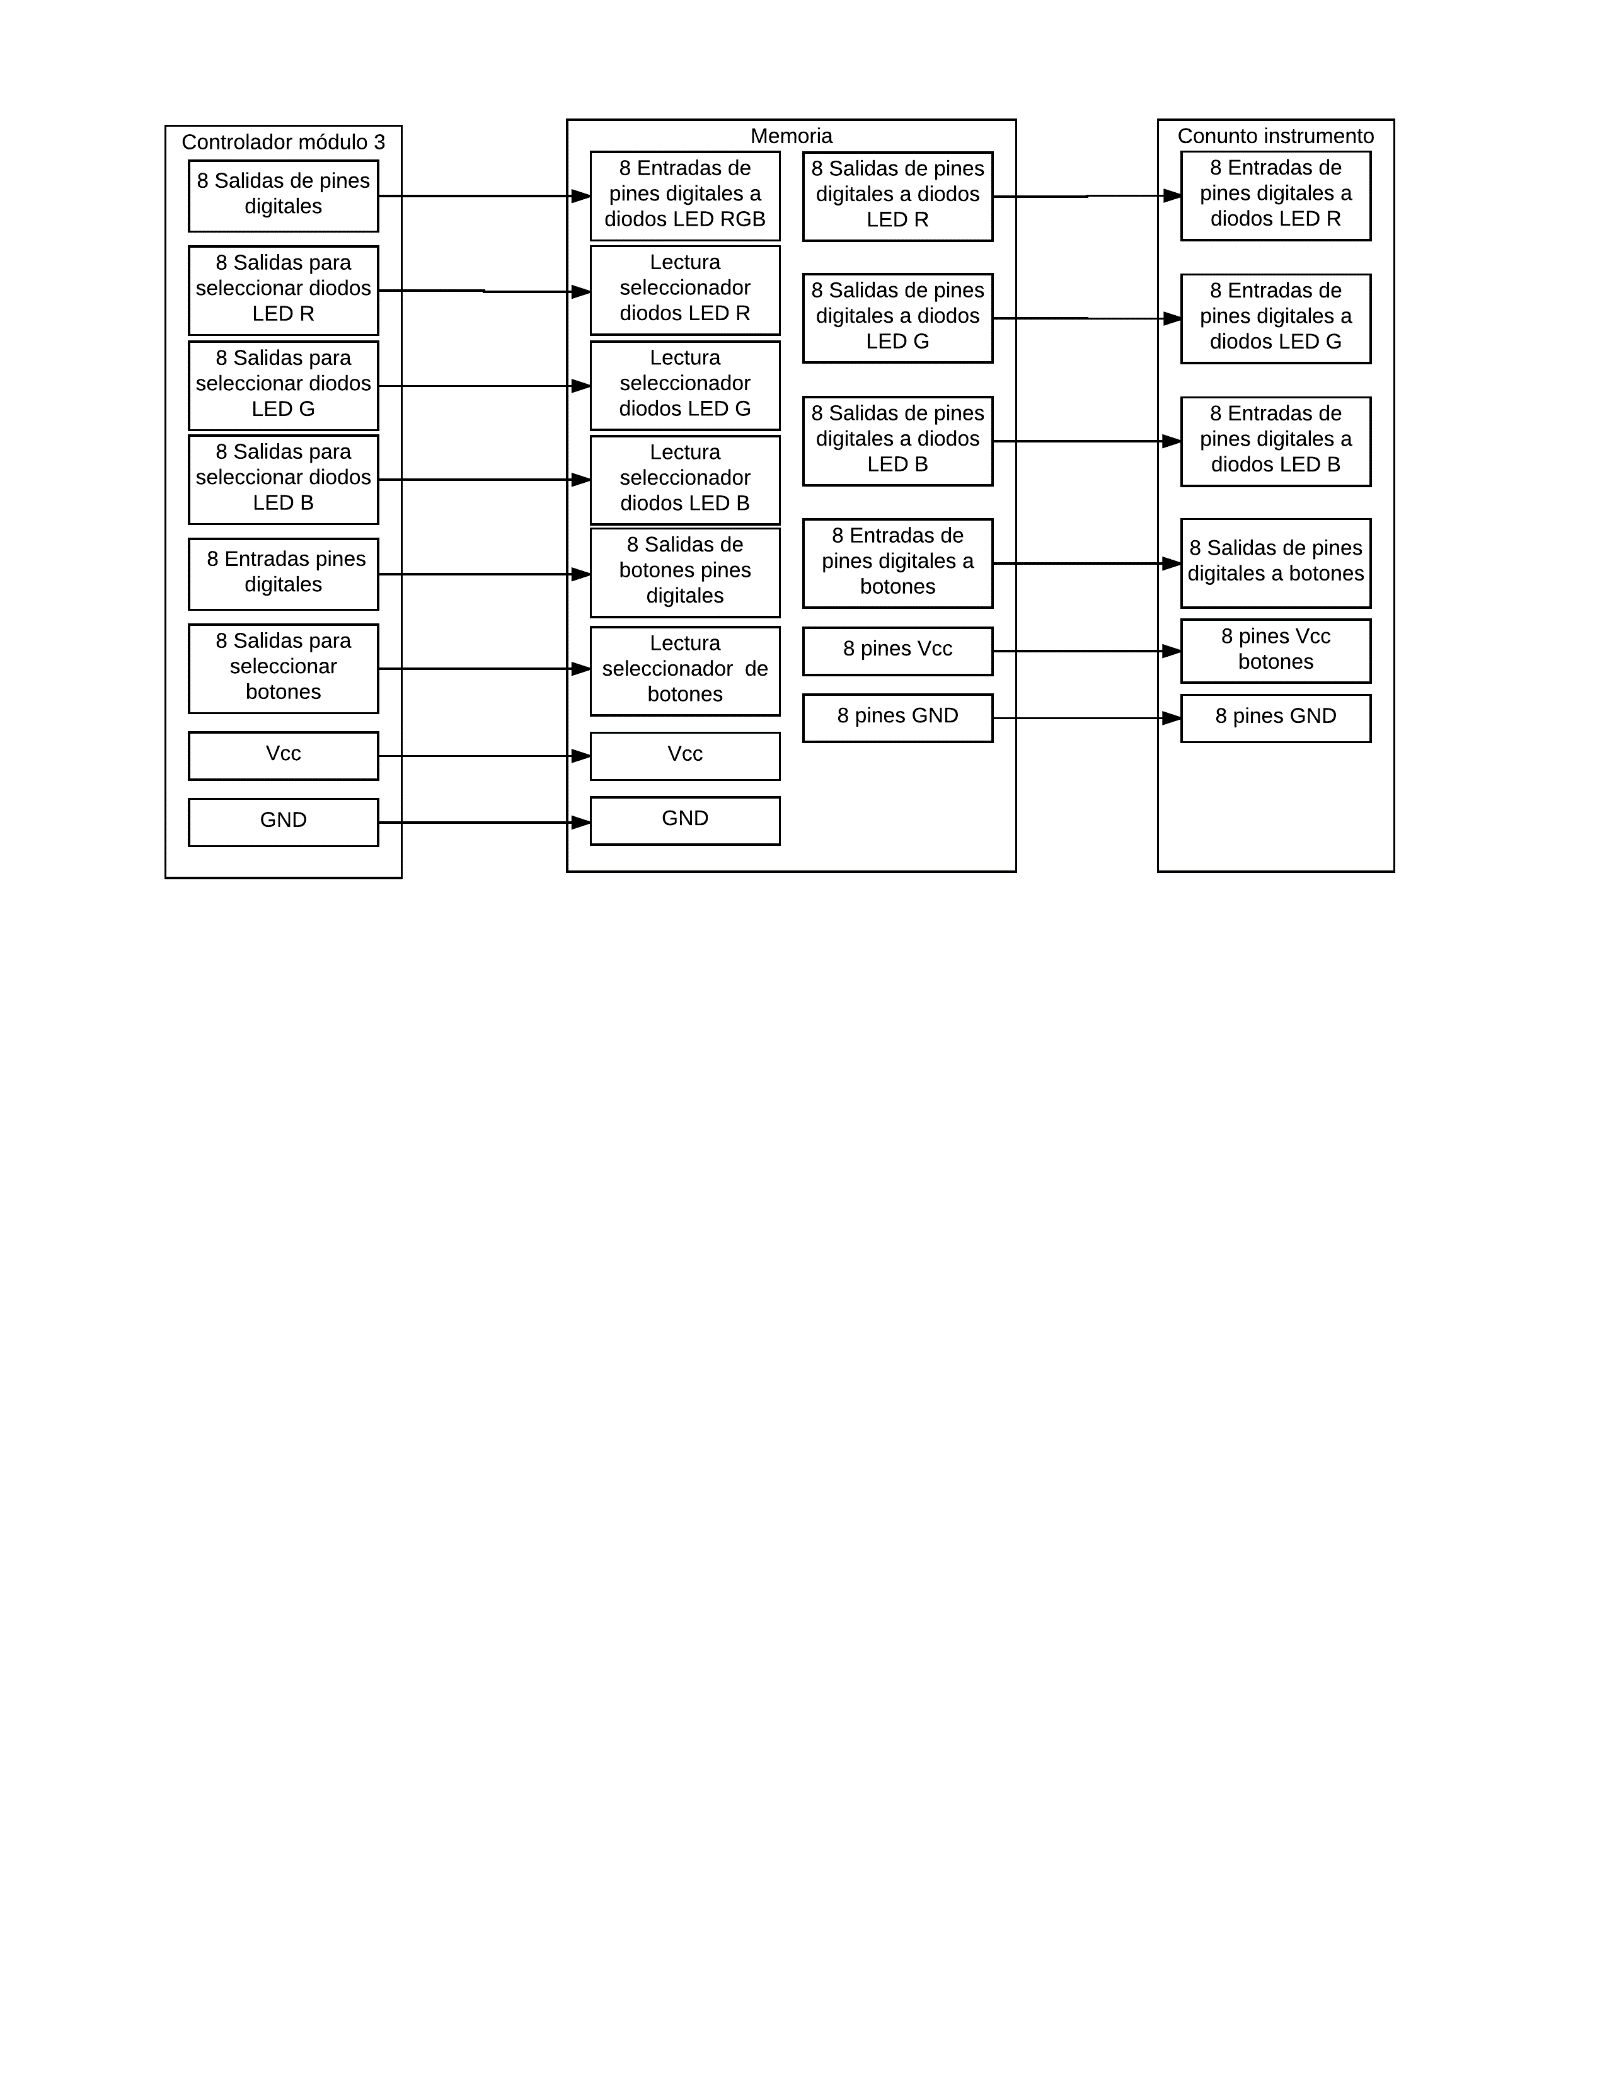 Controlador módulo 3
8 Salidas de pines
digitales
8 Salidas para
seleccionar diodos
LED R
8 Salidas para
seleccionar diodos
LED G
8 Salidas para
seleccionar diodos
LED B
8 Entradas pines
digitales
8 Salidas para
seleccionar
botones
Vcc
GND
Memoria
8 Entradas de
pines digitales a
diodos LED RGB
Lectura
seleccionador
diodos LED R
Lectura
seleccionador
diodos LED G
Lectura
seleccionador
diodos LED B
8 Salidas de
botones pines
digitales
Lectura
seleccionador  de
botones
Vcc
GND
8 Salidas de pines
digitales a diodos
LED R
8 Salidas de pines
digitales a diodos
LED G
8 Salidas de pines
digitales a diodos
LED B
8 Entradas de
pines digitales a
botones
8 pines Vcc
8 pines GND
Conunto instrumento
8 Entradas de
pines digitales a
diodos LED R
8 Entradas de
pines digitales a
diodos LED G
8 Entradas de
pines digitales a
diodos LED B
8 Salidas de pines
digitales a botones
8 pines Vcc
botones
8 pines GND